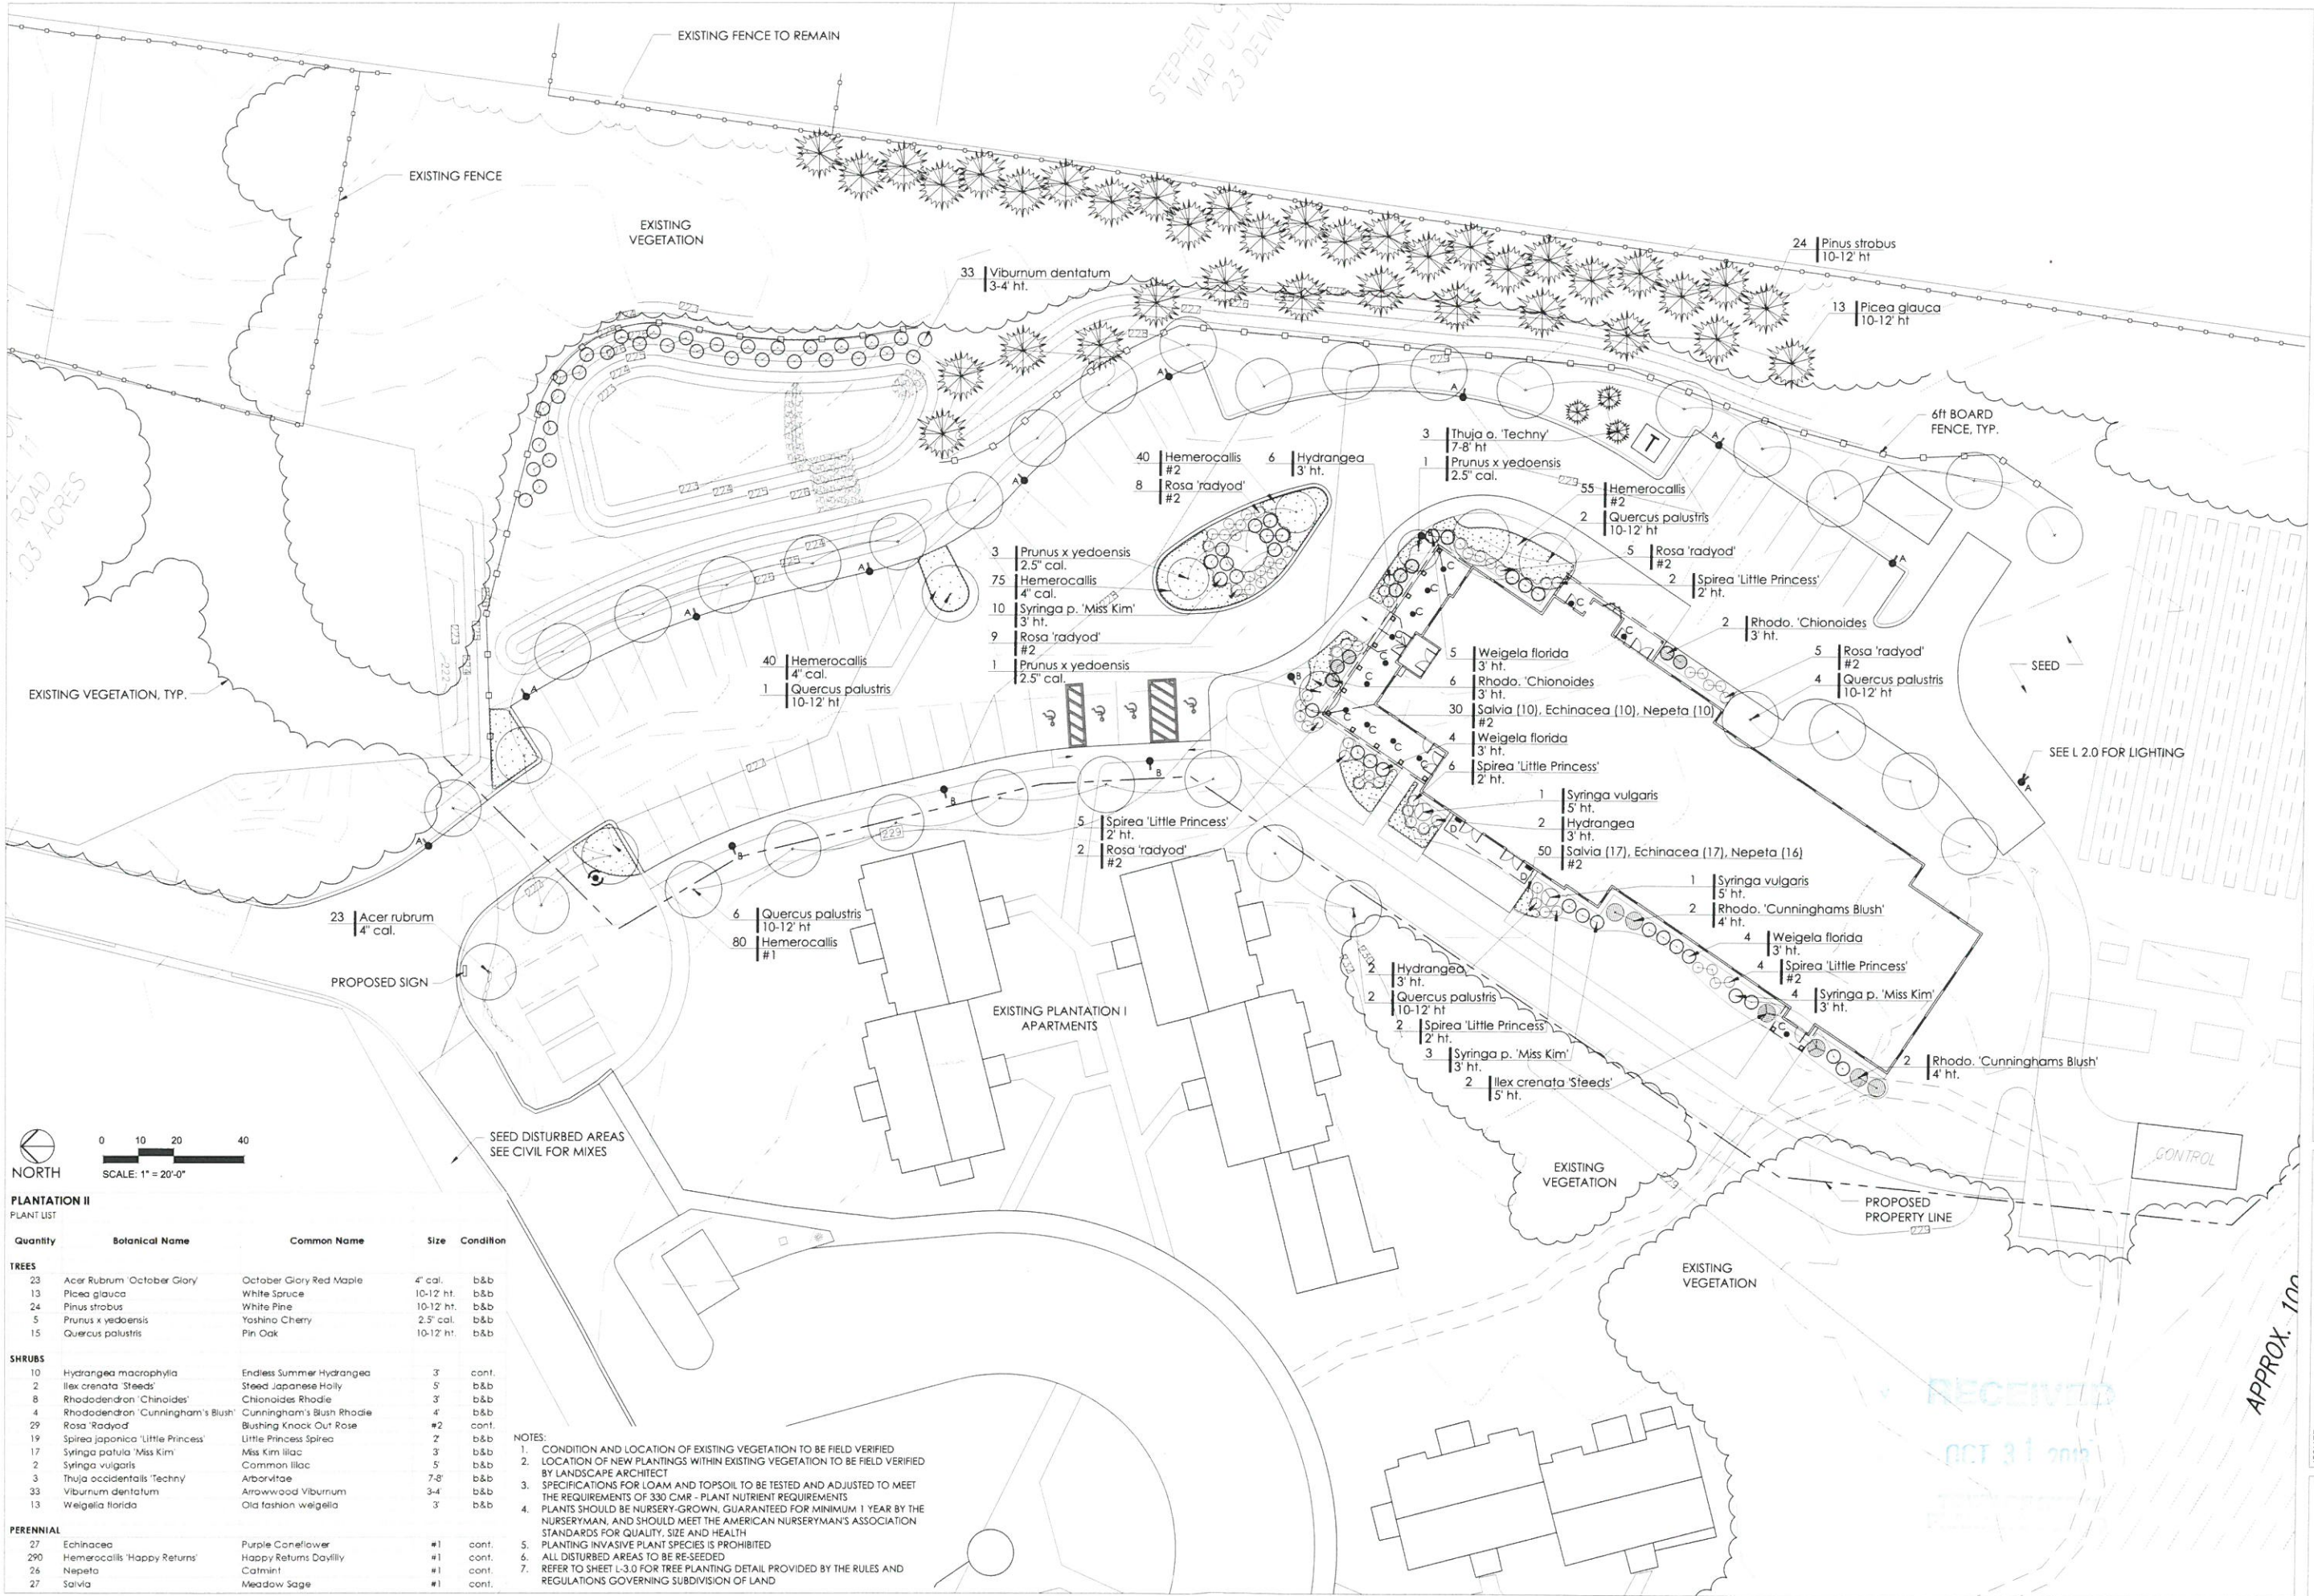 EXISTING FENCE TO REMAIN
STEPHEN
MAP U-1
23 DEVIN
EXISTING FENCE
EXISTING
VEGETATION
24 Pinus strobus
10-12' ht
33 Viburnum dentatum
3-4' ht.
13 Picea glauca
10-12' ht
6ft BOARD
FENCE, TYP.
11
ROAD
.03 ACRES
3 Thuja o. 'Techny'
7-8' ht
1 Prunus x yedoensis
2.5" cal.
T
40 Hemerocallis
#2
8 Rosa 'radyod'
#2
6 Hydrangea
3' ht.
55 Hemerocallis
#2
2 Quercus palustris
10-12' ht
5 Rosa 'radyod'
#2
2 Spirea 'Little Princess'
2' ht.
3 Prunus x yedoensis
2.5" cal.
75 Hemerocallis
4" cal.
10 Syringa p. 'Miss Kim'
3' ht.
9 Rosa 'radyod'
#2
1 Prunus x yedoensis
2.5" cal.
40 Hemerocallis
4" cal.
1 Quercus palustris
10-12' ht
2 Rhodo. 'Chionoides
3' ht.
5 Rosa 'radyod'
#2
4 Quercus palustris
10-12' ht
SEED
EXISTING VEGETATION, TYP.
5 Weigela florida
3' ht.
6 Rhodo. 'Chionoides
3' ht.
30 Salvia (10), Echinacea (10), Nepeta (10)
#2
4 Weigela florida
3' ht.
6 Spirea 'Little Princess'
2' ht.
SEE L 2.0 FOR LIGHTING
1 Syringa vulgaris
5' ht.
2 Hydrangea
3' ht.
50 Salvia (17), Echinacea (17), Nepeta (16)
#2
5 Spirea 'Little Princess'
2' ht.
2 Rosa 'radyod'
#2
1 Syringa vulgaris
5' ht.
2 Rhodo. 'Cunninghams Blush'
4' ht.
4 Weigela florida
3' ht.
4 Spirea 'Little Princess'
#2
4 Syringa p. 'Miss Kim'
3' ht.
23 Acer rubrum
4" cal.
6 Quercus palustris
10-12' ht
80 Hemerocallis
#1
PROPOSED SIGN
2 Hydrangea
3' ht.
2 Quercus palustris
10-12' ht
2 Spirea 'Little Princess'
2' ht.
3 Syringa p. 'Miss Kim'
3' ht.
2 Ilex crenata 'Steeds'
5' ht.
2 Rhodo. 'Cunninghams Blush'
4' ht.
EXISTING PLANTATION I
APARTMENTS
SEED DISTURBED AREAS
SEE CIVIL FOR MIXES
EXISTING
VEGETATION
CONTROL
PROPOSED
PROPERTY LINE
EXISTING
VEGETATION
APPROX. 100
RECEIVED
OCT 31
NORTH
0 10 20 40
SCALE: 1" = 20'-0"
PLANTATION II
PLANT LIST
Quantity Botanical Name Common Name Size Condition
TREES
23 Acer Rubrum 'October Glory' October Glory Red Maple 4" cal. b&b
13 Picea glauca White Spruce 10-12' ht. b&b
24 Pinus strobus White Pine 10-12' ht. b&b
5 Prunus x yedoensis Yoshino Cherry 2.5" cal. b&b
15 Quercus palustris Pin Oak 10-12' ht. b&b
SHRUBS
10 Hydrangea macrophylla Endless Summer Hydrangea 3' cont.
2 Ilex crenata 'Steeds' Steed Japanese Holly 5' b&b
8 Rhododendron 'Chinoides' Chionoides Rhodie 3' b&b
4 Rhododendron 'Cunningham's Blush' Cunningham's Blush Rhodie 4' b&b
29 Rosa 'Radyod' Blushing Knock Out Rose #2 cont.
19 Spirea japonica 'Little Princess' Little Princess Spirea 2' b&b
17 Syringa patula 'Miss Kim' Miss Kim lilac 3' b&b
2 Syringa vulgaris Common lilac 5' b&b
3 Thuja occidentalis 'Techny' Arborvitae 7-8' b&b
33 Viburnum dentatum Arrowwood Viburnum 3-4' b&b
13 Weigelia florida Old fashion weigelia 3' b&b
PERENNIAL
27 Echinacea Purple Coneflower #1 cont.
290 Hemerocallis 'Happy Returns' Happy Returns Daylilly #1 cont.
26 Nepeta Catmint #1 cont.
27 Salvia Meadow Sage #1 cont.
NOTES:
1. CONDITION AND LOCATION OF EXISTING VEGETATION TO BE FIELD VERIFIED
2. LOCATION OF NEW PLANTINGS WITHIN EXISTING VEGETATION TO BE FIELD VERIFIED
BY LANDSCAPE ARCHITECT
3. SPECIFICATIONS FOR LOAM AND TOPSOIL TO BE TESTED AND ADJUSTED TO MEET
THE REQUIREMENTS OF 330 CMR - PLANT NUTRIENT REQUIREMENTS
4. PLANTS SHOULD BE NURSERY-GROWN, GUARANTEED FOR MINIMUM 1 YEAR BY THE
NURSERYMAN, AND SHOULD MEET THE AMERICAN NURSERYMAN'S ASSOCIATION
STANDARDS FOR QUALITY, SIZE AND HEALTH
5. PLANTING INVASIVE PLANT SPECIES IS PROHIBITED
6. ALL DISTURBED AREAS TO BE RE-SEEDED
7. REFER TO SHEET L-3.0 FOR TREE PLANTING DETAIL PROVIDED BY THE RULES AND
REGULATIONS GOVERNING SUBDIVISION OF LAND